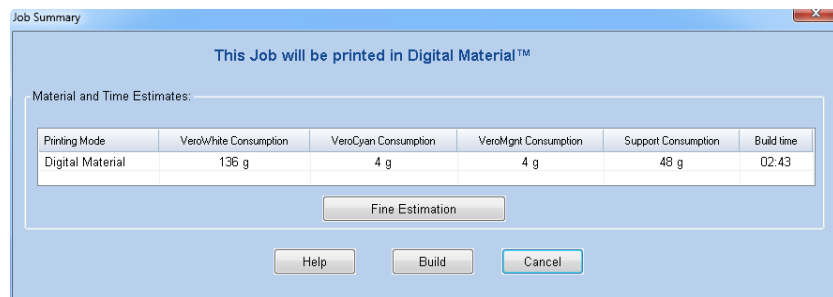 Job Summary
This Job will be printed in Digital Material™
Material and Time Estimates:
Printing Mode VeroWhite Consumption VeroCyan Consumption VeroMgnt Consumption Support Consumption Build time
Digital Material 136 g 4 g 4 g 48 g 02:43
Fine Estimation
Help Build Cancel